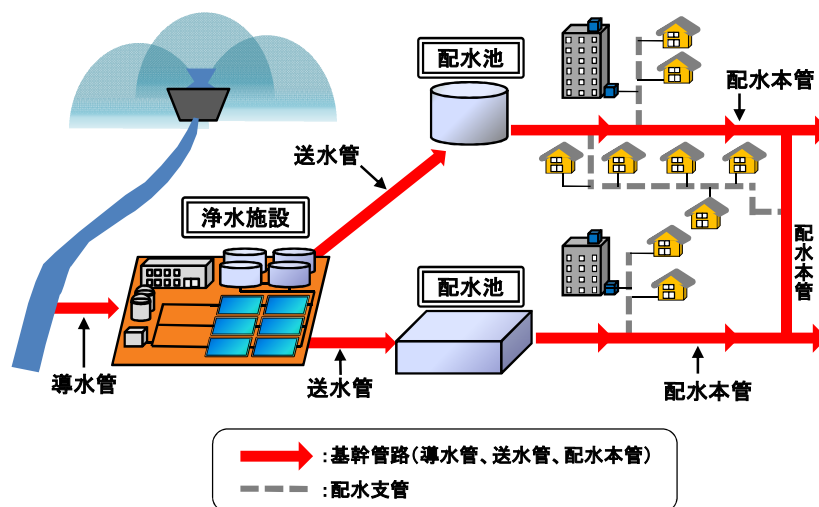 配水池
配水本管
送水管
浄水施設
配水本管
配水池
導水管
送水管
配水本管
:基幹管路(導水管、送水管、配水本管)
:配水支管